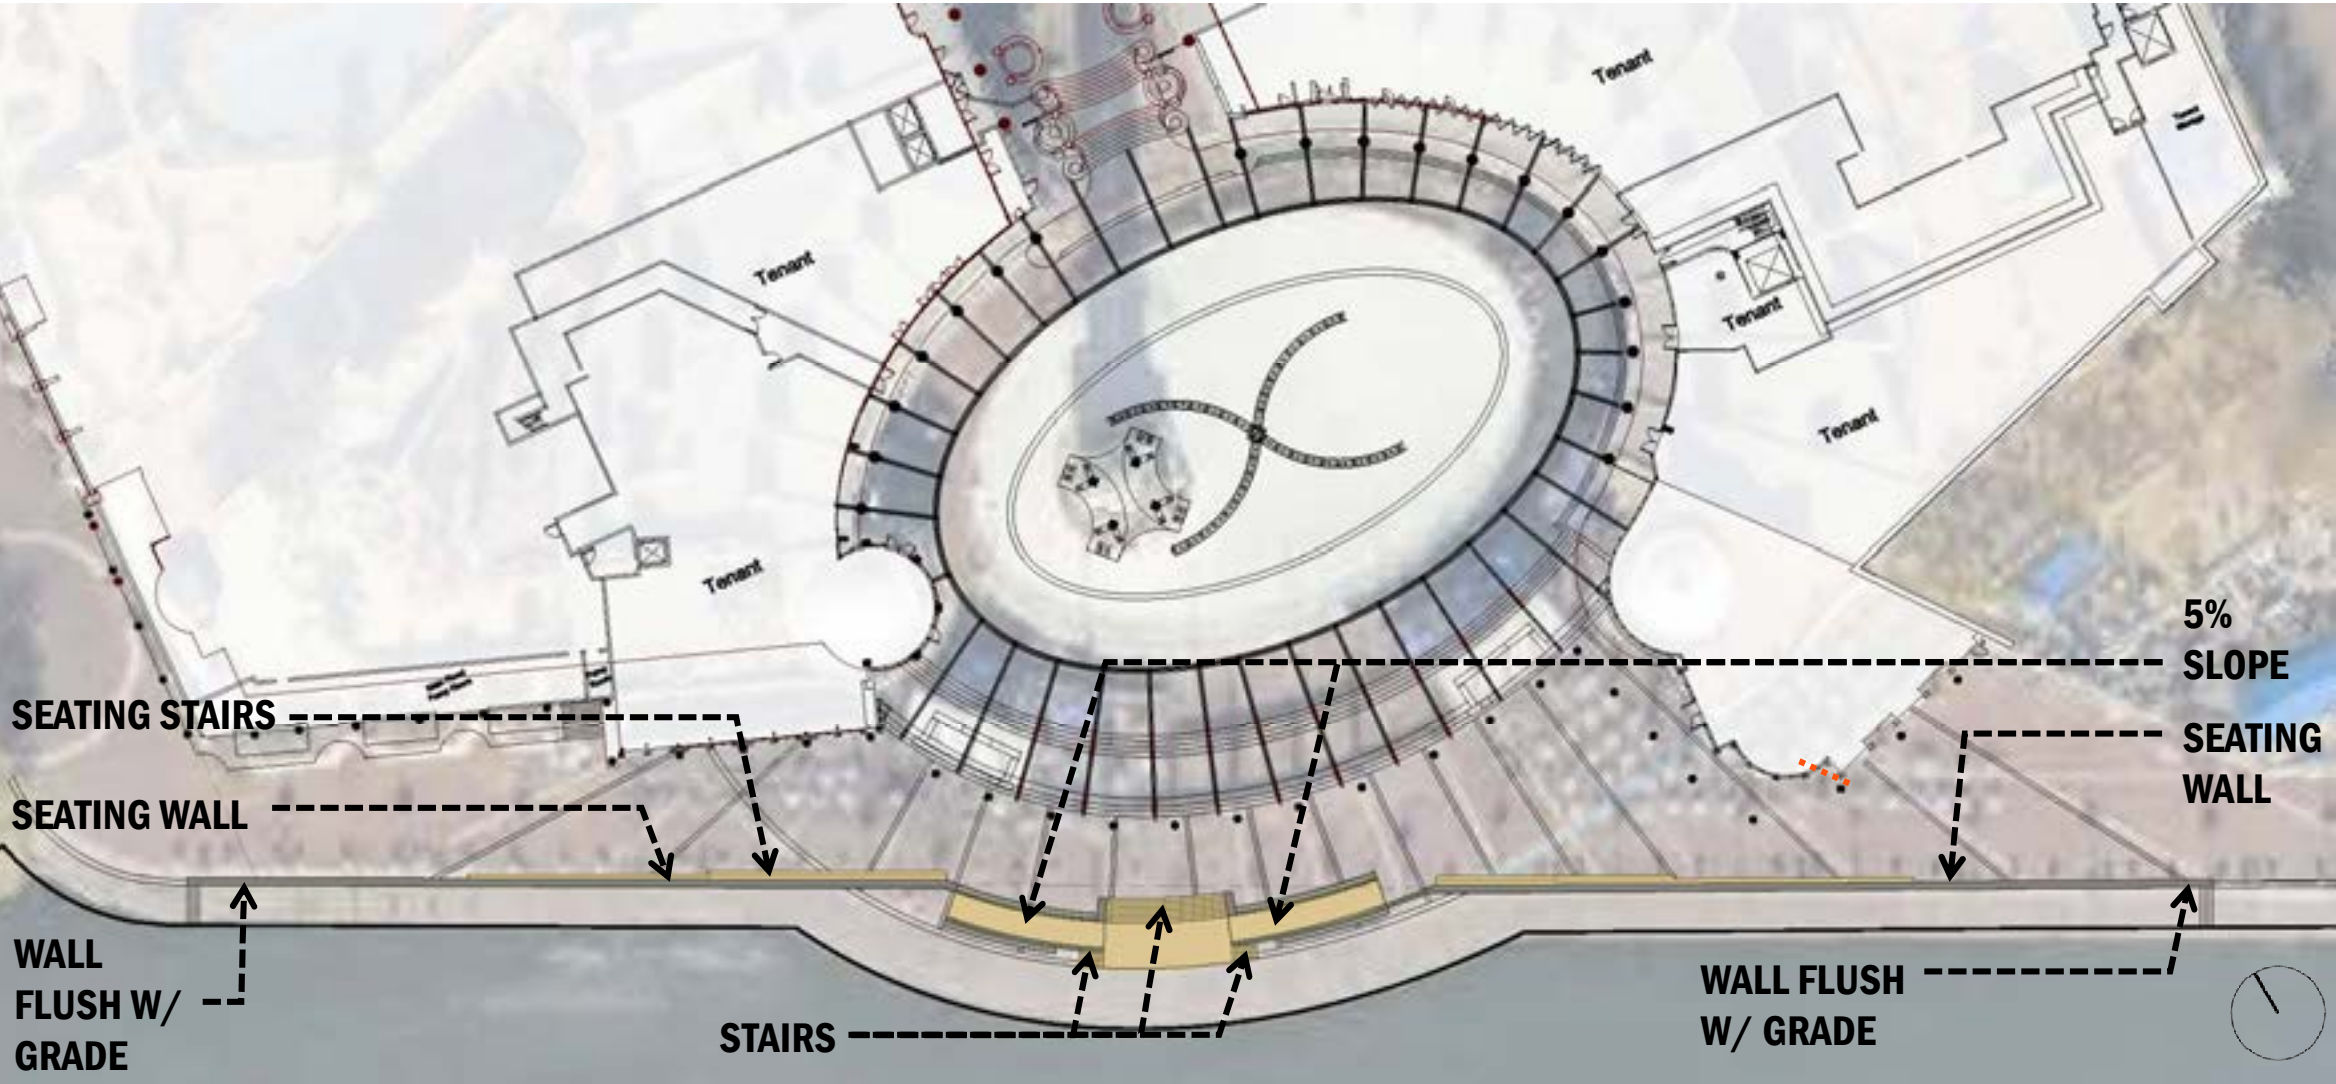 Tenant
Tenant
Tenant
Tenant
Tenant
5%
SLOPE
SEATING STAIRS
SEATING
WALL
SEATING WALL
WALL
FLUSH W/
GRADE
WALL FLUSH
W/ GRADE
STAIRS